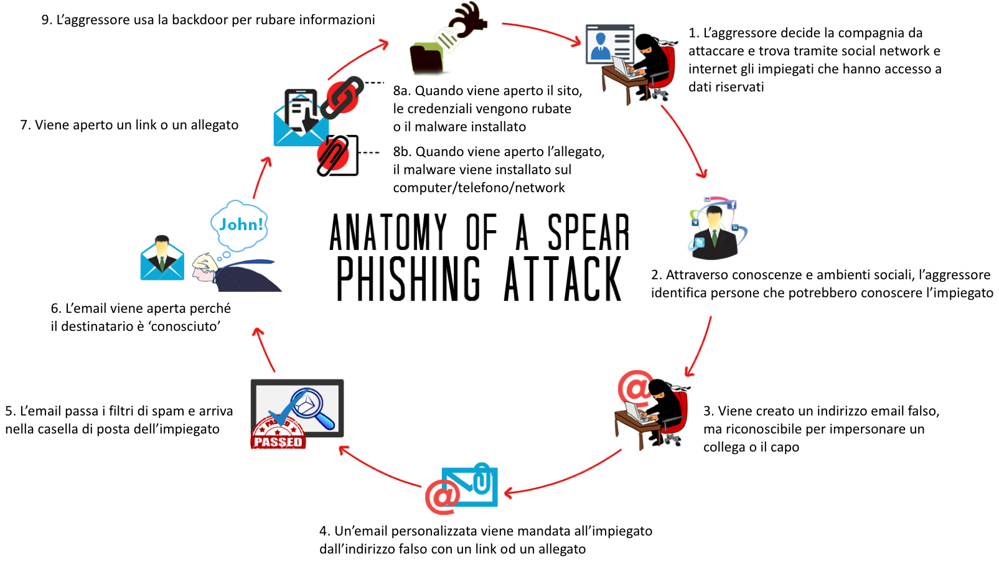 9. L’aggressore usa la backdoor per rubare informazioni
1. L’aggressore decide la compagnia da
attaccare e trova tramite social network e
internet gli impiegati che hanno accesso a
dati riservati
8a. Quando viene aperto il sito,
le credenziali vengono rubate
o il malware installato
7. Viene aperto un link o un allegato
8b. Quando viene aperto l’allegato,
il malware viene installato sul
computer/telefono/network
John!
ANATOMY OF A SPEAR
PHISHING ATTACK
2. Attraverso conoscenze e ambienti sociali, l’aggressore
identifica persone che potrebbero conoscere l’impiegato
6. L’email viene aperta perché
il destinatario è ‘conosciuto’
@
3. Viene creato un indirizzo email falso,
ma riconoscibile per impersonare un
collega o il capo
5. L’email passa i filtri di spam e arriva
nella casella di posta dell’impiegato
PASSED
PASSED
@
4. Un’email personalizzata viene mandata all’impiegato
dall’indirizzo falso con un link od un allegato